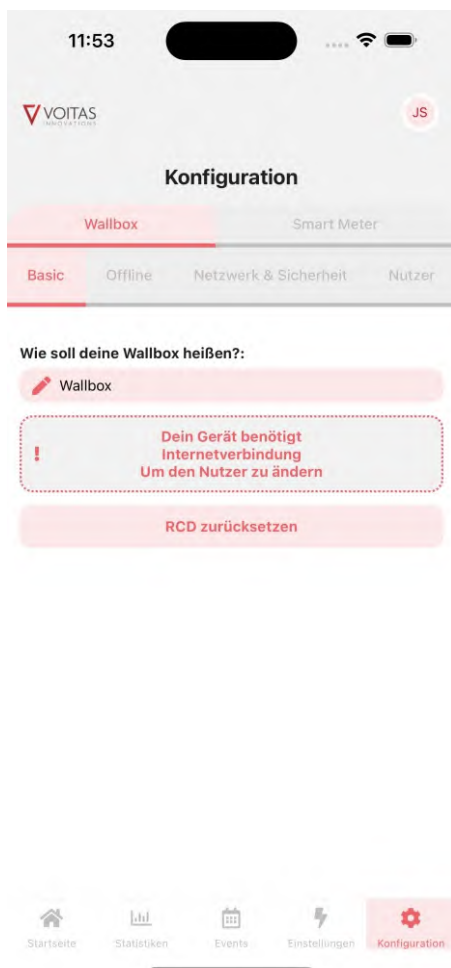 11:53
VOITAS
INNOVATIONS
JS
Konfiguration
Wallbox
Smart Meter
Basic
Offline
Netzwerk & Sicherheit
Nutzer
Wie soll deine Wallbox heißen?:
Wallbox
!
Dein Gerät benötigt
Internetverbindung
Um den Nutzer zu ändern
RCD zurücksetzen
Startseite
Statistiken
Events
Einstellungen
Konfiguration